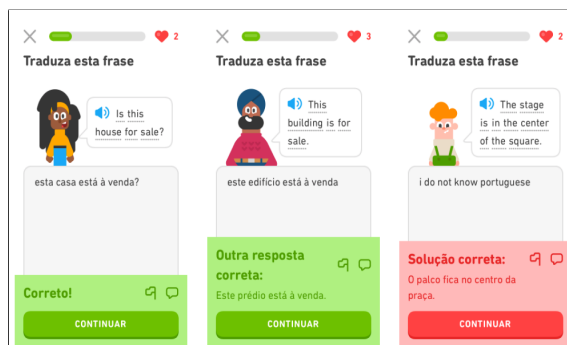 2
Traduza esta frase
Is this
house for sale?
esta casa está à venda?
Correto!
CONTINUAR
3
Traduza esta frase
This
building is for
sale.
este edifício está à venda
Outra resposta
correta:
Este prédio está à venda.
CONTINUAR
2
Traduza esta frase
The stage
is in the center
of the square.
i do not know portuguese
Solução correta:
O palco fica no centro da
praça.
CONTINUAR